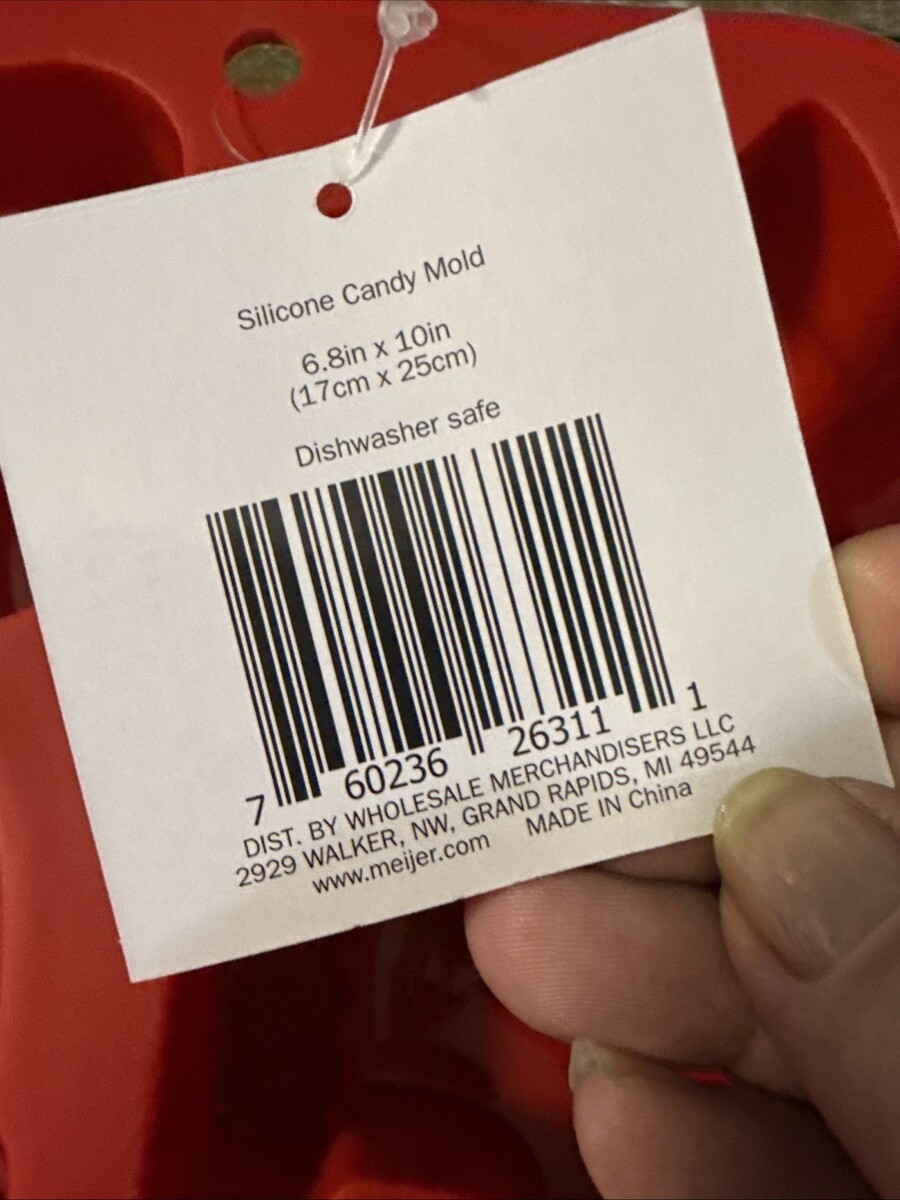 Silicone Candy Mold
6.8in x 10in
(17cm x 25cm)
Dishwasher safe
7 60236 26311 1
DIST. BY WHOLESALE MERCHANDISERS LLC
2929 WALKER, NW, GRAND RAPIDS, MI 49544
www.meijer.com MADE IN China